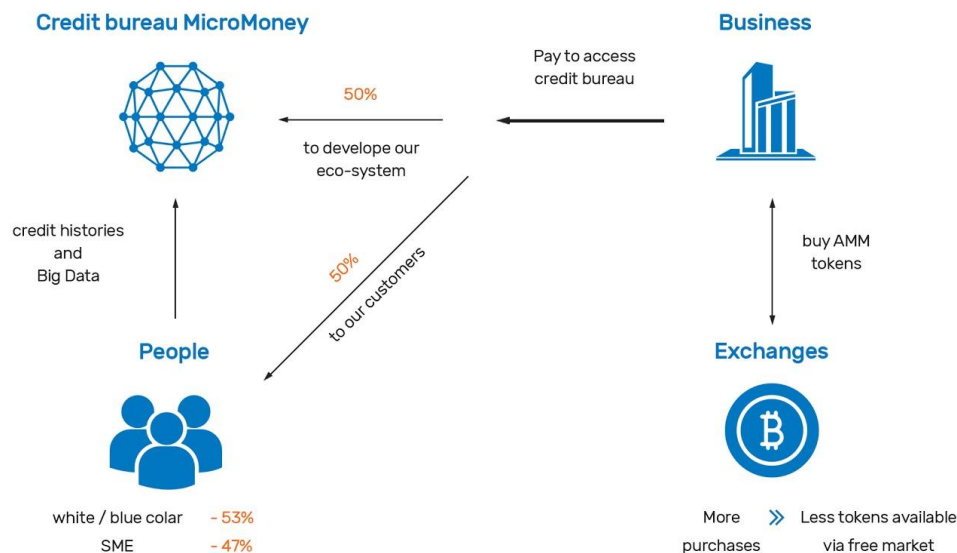 Credit bureau MicroMoney
Business
Pay to access
credit bureau
50%
to develope our
eco-system
credit histories
and
Big Data
50%
to our customers
buy AMM
tokens
People
Exchanges
white / blue colar - 53%
SME - 47%
More >> Less tokens available
purchases via free market